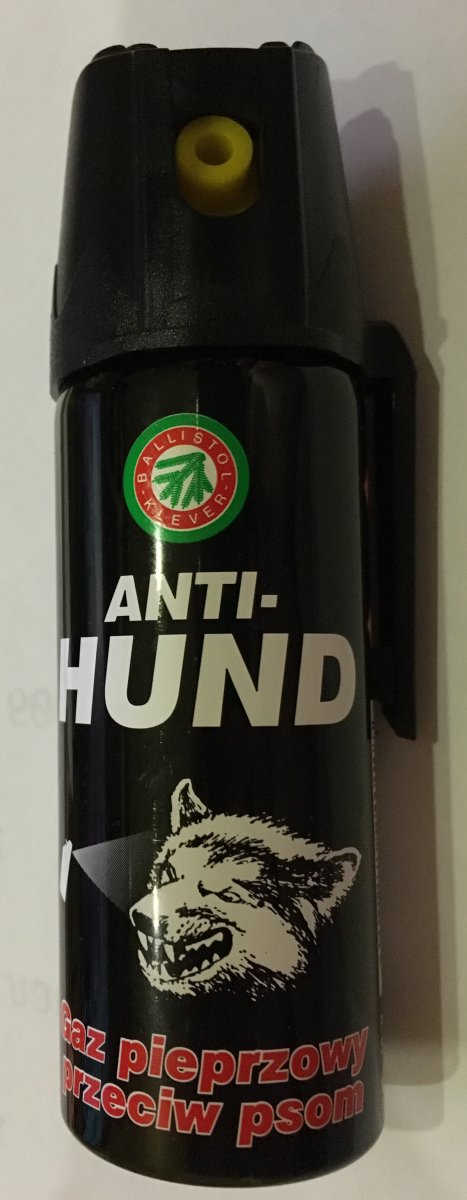 BALLISTOL
- KLEVER -
ANTI-
HUND
Gaz pieprzowy
przeciw psom